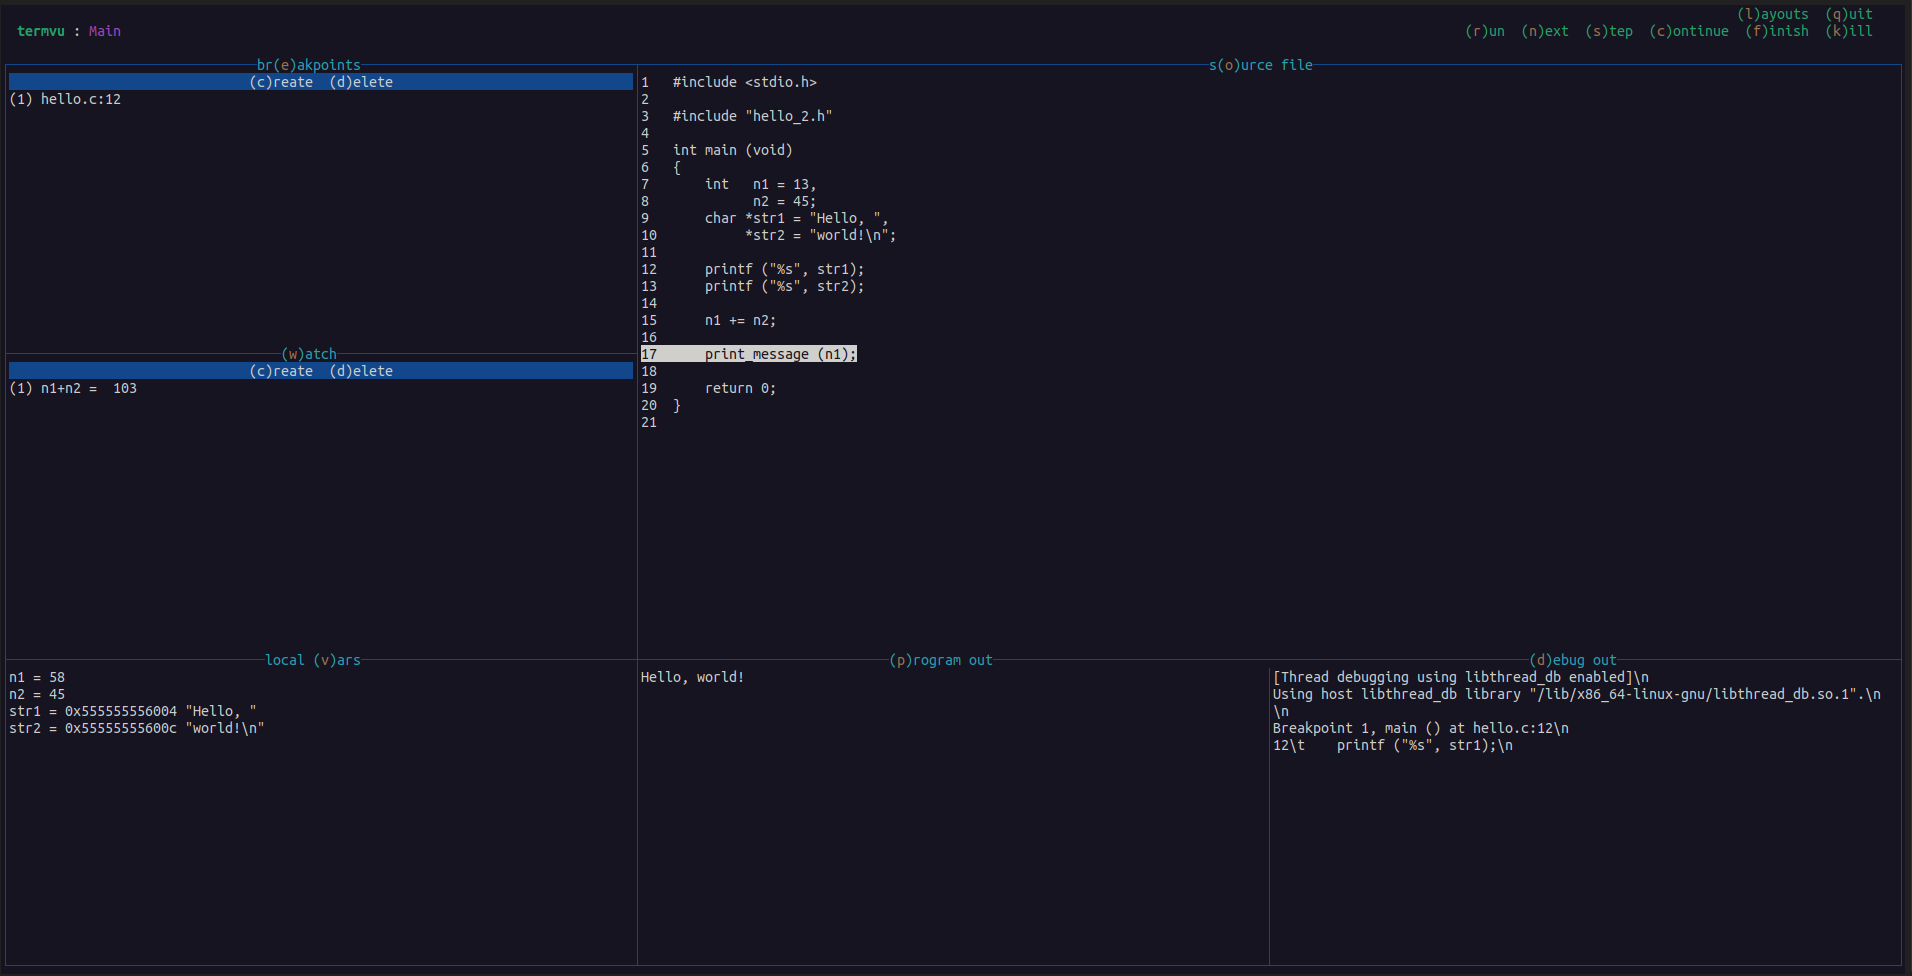 (l)ayouts  (q)uit
termvu : Main
(r)un  (n)ext  (s)tep  (c)ontinue  (f)inish  (k)ill
br(e)akpoints
(c)reate  (d)elete
(1) hello.c:12
(w)atch
(c)reate  (d)elete
(1) n1+n2 =  103
local (v)ars
n1 = 58
n2 = 45
str1 = 0x555555556004 "Hello, "
str2 = 0x55555555600c "world!\n"
s(o)urce file
1   #include <stdio.h>
2
3   #include "hello_2.h"
4
5   int main (void)
6   {
7       int   n1 = 13,
8             n2 = 45;
9       char *str1 = "Hello, ",
10           *str2 = "world!\n";
11
12      printf ("%s", str1);
13      printf ("%s", str2);
14
15      n1 += n2;
16
17      print_message (n1);
18
19      return 0;
20  }
21
(p)rogram out
Hello, world!
(d)ebug out
[Thread debugging using libthread_db enabled]\n
Using host libthread_db library "/lib/x86_64-linux-gnu/libthread_db.so.1".\n
\n
Breakpoint 1, main () at hello.c:12\n
12\t    printf ("%s", str1);\n